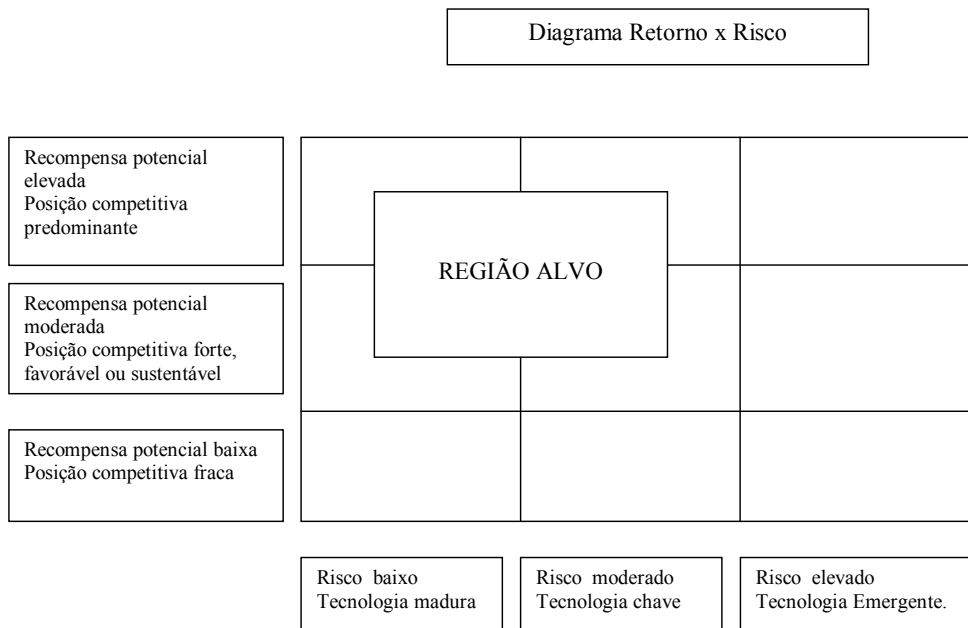 Diagrama Retorno x Risco
Recompensa potencial
elevada
Posição competitiva
predominante
REGIÃO ALVO
Recompensa potencial
moderada
Posição competitiva forte,
favorável ou sustentável
Recompensa potencial baixa
Posição competitiva fraca
Risco baixo
Tecnologia madura
Risco moderado
Tecnologia chave
Risco elevado
Tecnologia Emergente.